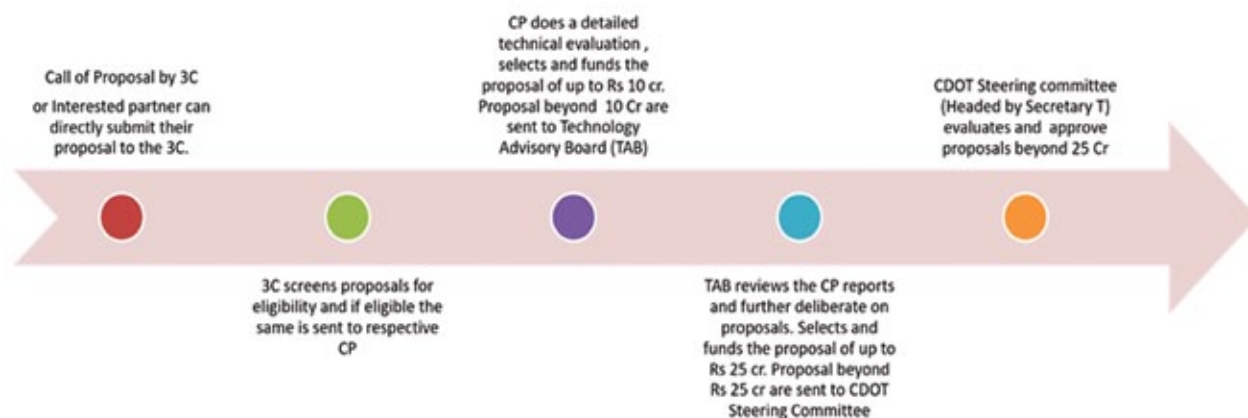 Call of Proposal by 3C
or Interested partner can
directly submit their
proposal to the 3C.
3C screens proposals for
eligibility and if eligible the
same is sent to respective
CP
CP does a detailed
technical evaluation ,
selects and funds the
proposal of up to Rs 10 cr.
Proposal beyond 10 Cr are
sent to Technology
Advisory Board (TAB)
TAB reviews the CP reports
and further deliberate on
proposals. Selects and
funds the proposal of up to
Rs 25 cr. Proposal beyond
Rs 25 cr are sent to CDOT
Steering Committee
CDOT Steering committee
(Headed by Secretary T)
evaluates and approve
proposals beyond 25 Cr